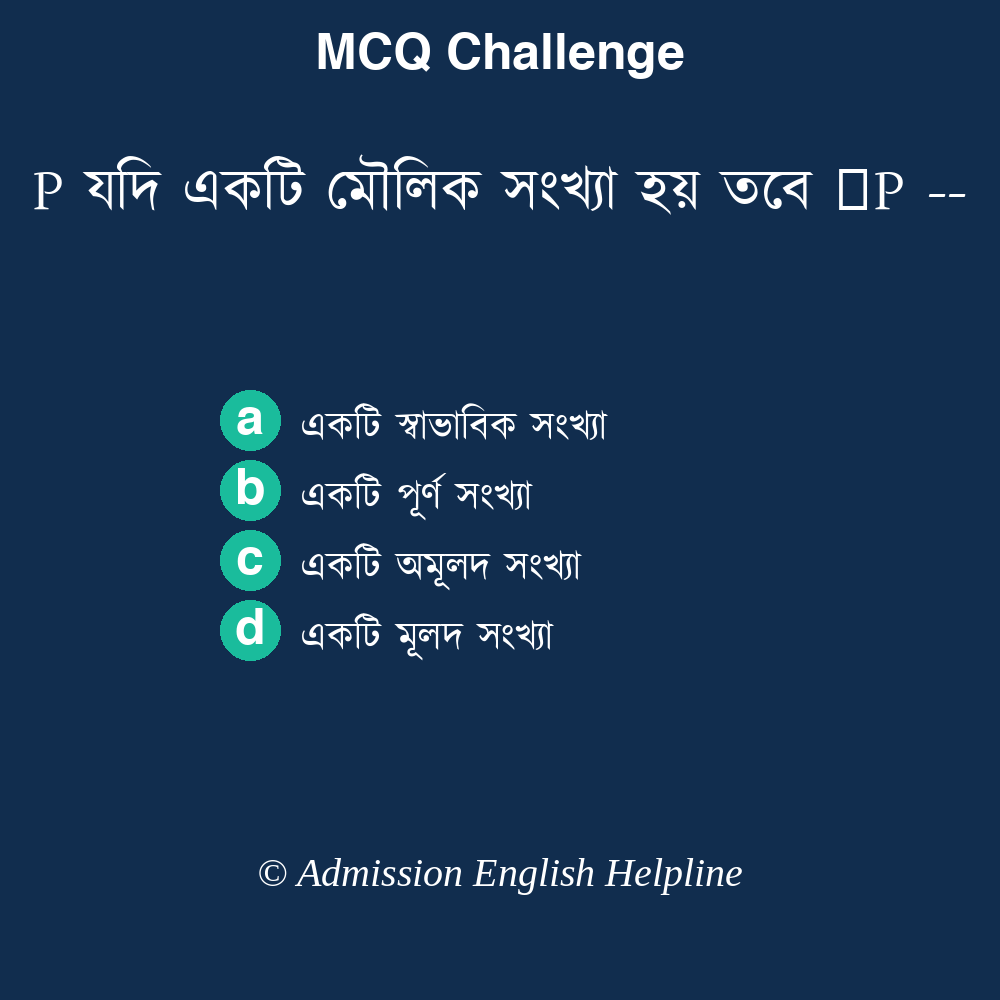 MCQ Challenge
P যদি একটি মৌলিক সংখ্যা হয় তবে □P --
a একটি স্বাভাবিক সংখ্যা
b একটি পূর্ণ সংখ্যা
c একটি অমূলদ সংখ্যা
d একটি মূলদ সংখ্যা
© Admission English Helpline